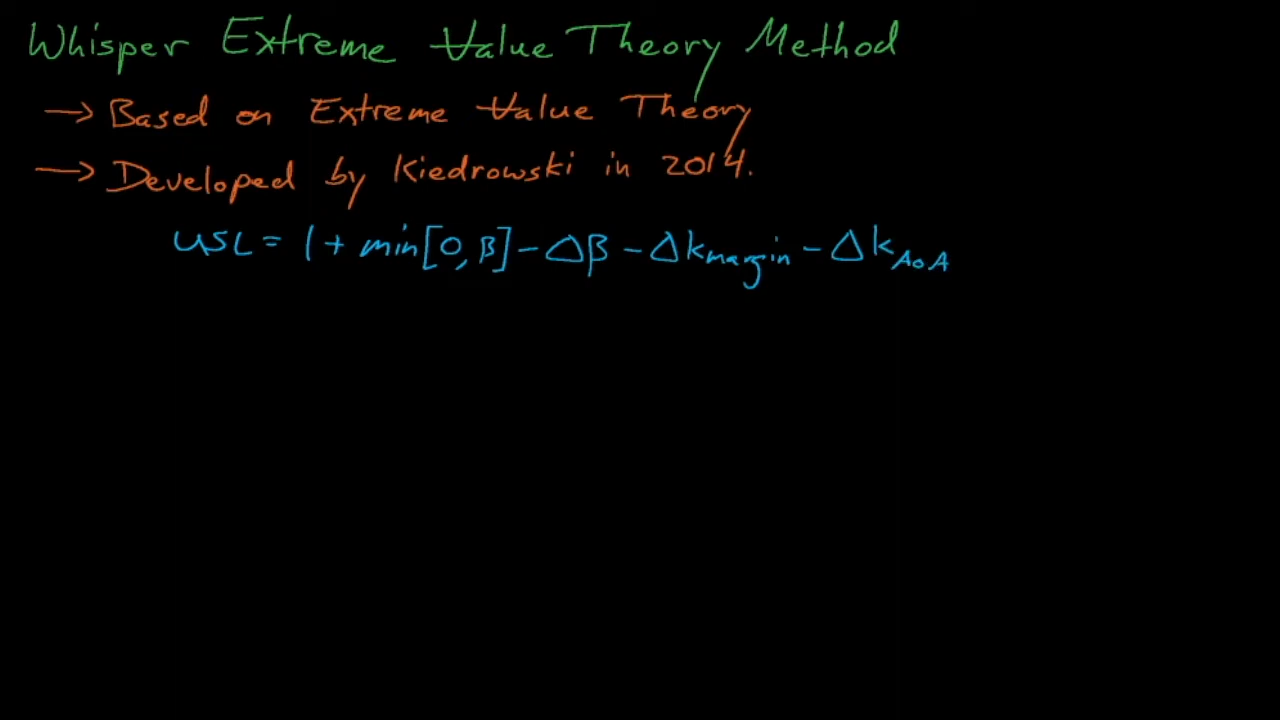 Whisper Extreme Value Theory Method
→ Based on Extreme Value Theory
→ Developed by Kiedrowski in 2014.
USL = 1 + min[0, β] - Δβ - Δk_margin - Δk_AoA